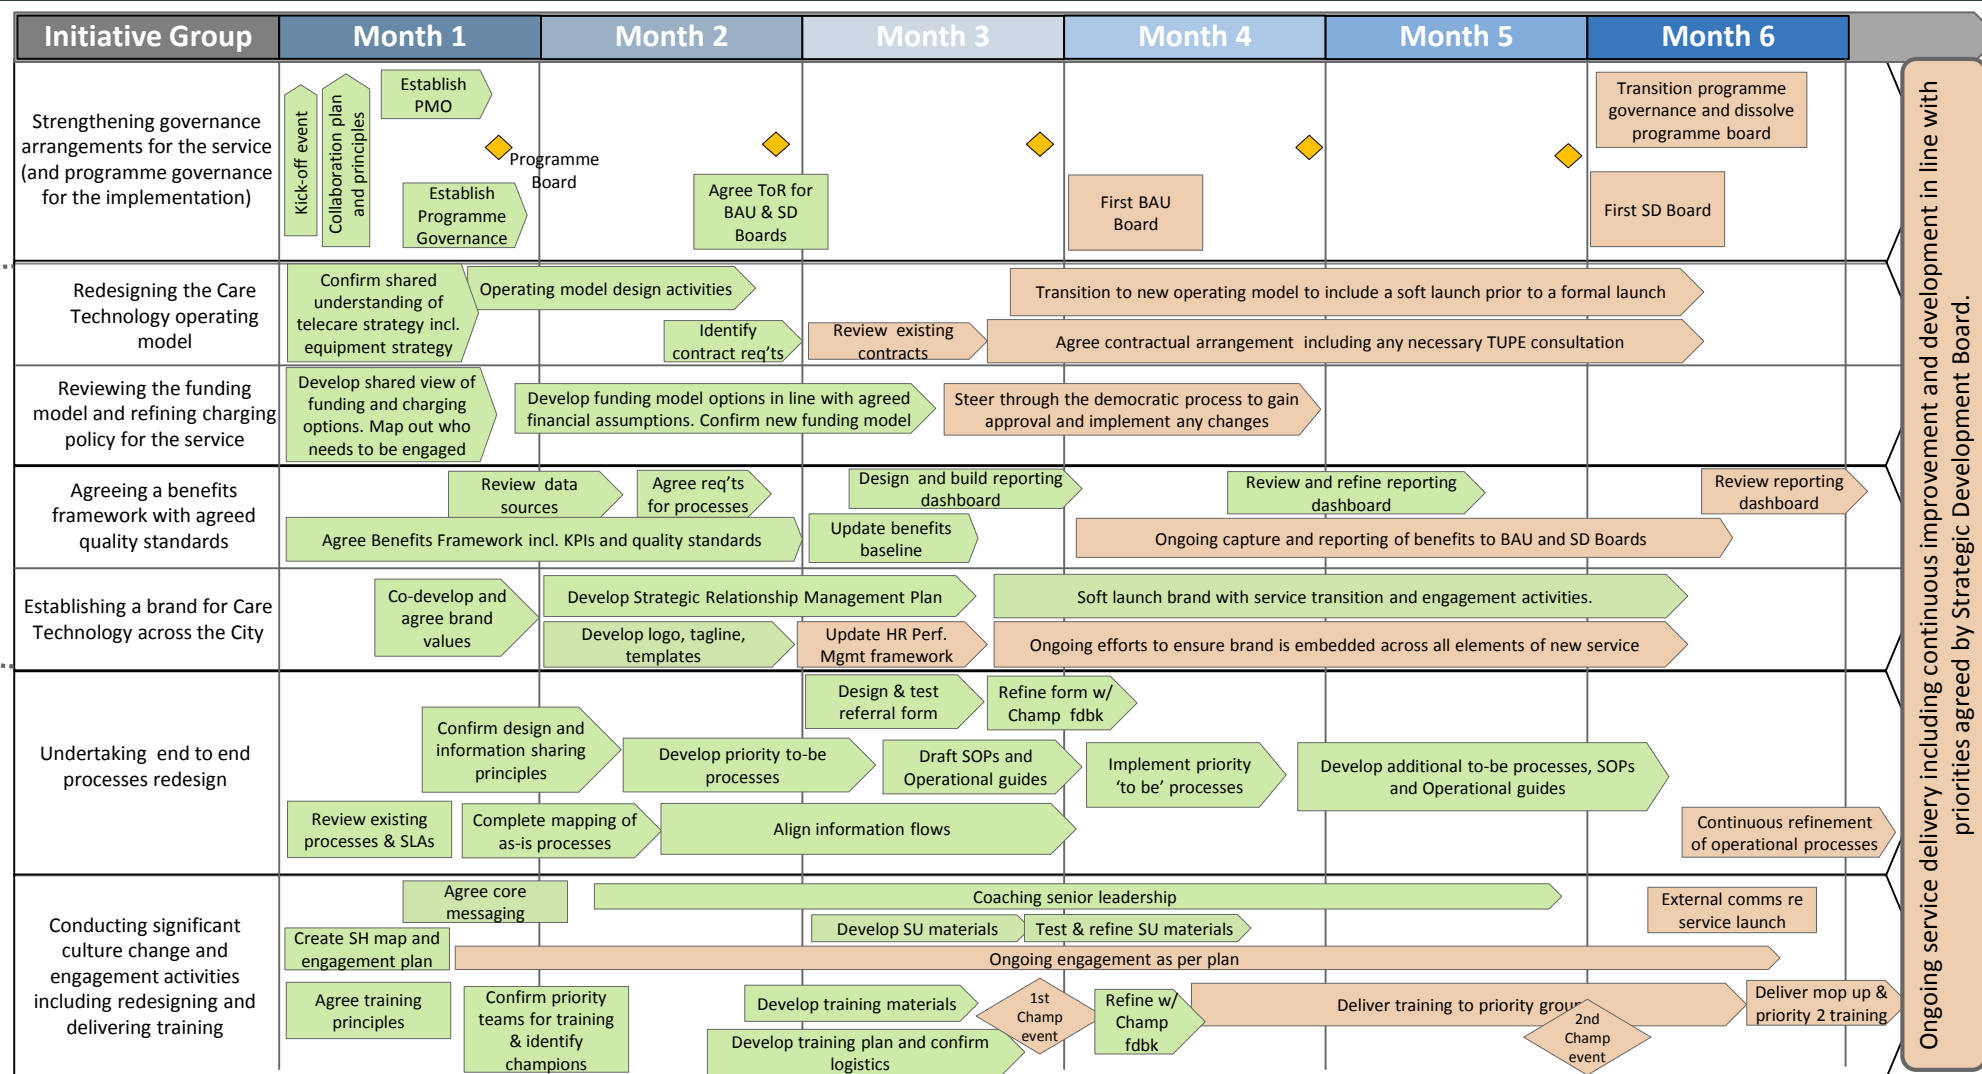 Initiative Group
Month 1
Month 2
Month 3
Month 4
Month 5
Month 6
Strengthening governance
arrangements for the service
(and programme governance
for the implementation)
Kick-off event
Collaboration plan
and principles
Establish
PMO
Establish
Programme
Governance
Programme
Board
Agree ToR for
BAU & SD
Boards
First BAU
Board
Transition programme
governance and dissolve
programme board
First SD Board
Redesigning the Care
Technology operating
model
Confirm shared
understanding of
telecare strategy incl.
equipment strategy
Operating model design activities
Identify
contract req'ts
Review  existing
contracts
Transition to new operating model to include a soft launch prior to a formal launch
Agree contractual arrangement  including any necessary TUPE consultation
Reviewing the funding
model and refining charging
policy for the service
Develop shared view of
funding and charging
options. Map out who
needs to be engaged
Develop funding model options in line with agreed
financial assumptions. Confirm new funding model
Steer through the democratic process to gain
approval and implement any changes
Agreeing a benefits
framework with agreed
quality standards
Review  data
sources
Agree req'ts
for processes
Design  and build reporting
dashboard
Review and refine reporting
dashboard
Review reporting
dashboard
Agree Benefits Framework incl. KPIs and quality standards
Update benefits
baseline
Ongoing capture and reporting of benefits to BAU and SD Boards
Establishing a brand for Care
Technology across the City
Co-develop and
agree brand
values
Develop Strategic Relationship Management Plan
Soft launch brand with service transition and engagement activities.
Develop logo, tagline,
templates
Update HR Perf.
Mgmt framework
Ongoing efforts to ensure brand is embedded across all elements of new service
Undertaking  end to end
processes redesign
Design & test
referral form
Refine form w/
Champ  fdbk
Confirm design and
information sharing
principles
Develop priority to-be
processes
Draft SOPs and
Operational guides
Implement priority
‘to be’ processes
Develop additional to-be processes, SOPs
and Operational guides
Review existing
processes & SLAs
Complete mapping of
as-is processes
Align information flows
Continuous refinement
of operational processes
Conducting significant
culture change and
engagement activities
including redesigning and
delivering training
Agree core
messaging
Coaching senior leadership
External comms re
service launch
Create SH map and
engagement plan
Develop SU materials
Test & refine SU materials
Ongoing engagement as per plan
Agree training
principles
Confirm priority
teams for training
& identify
champions
Develop training materials
Develop training plan and confirm
logistics
1st
Champ
event
Refine w/
Champ
fdbk
Deliver training to priority grou
2nd
Champ
event
Deliver mop up &
priority 2 training
Ongoing service delivery including continuous improvement and development in line with
priorities agreed by Strategic Development Board.